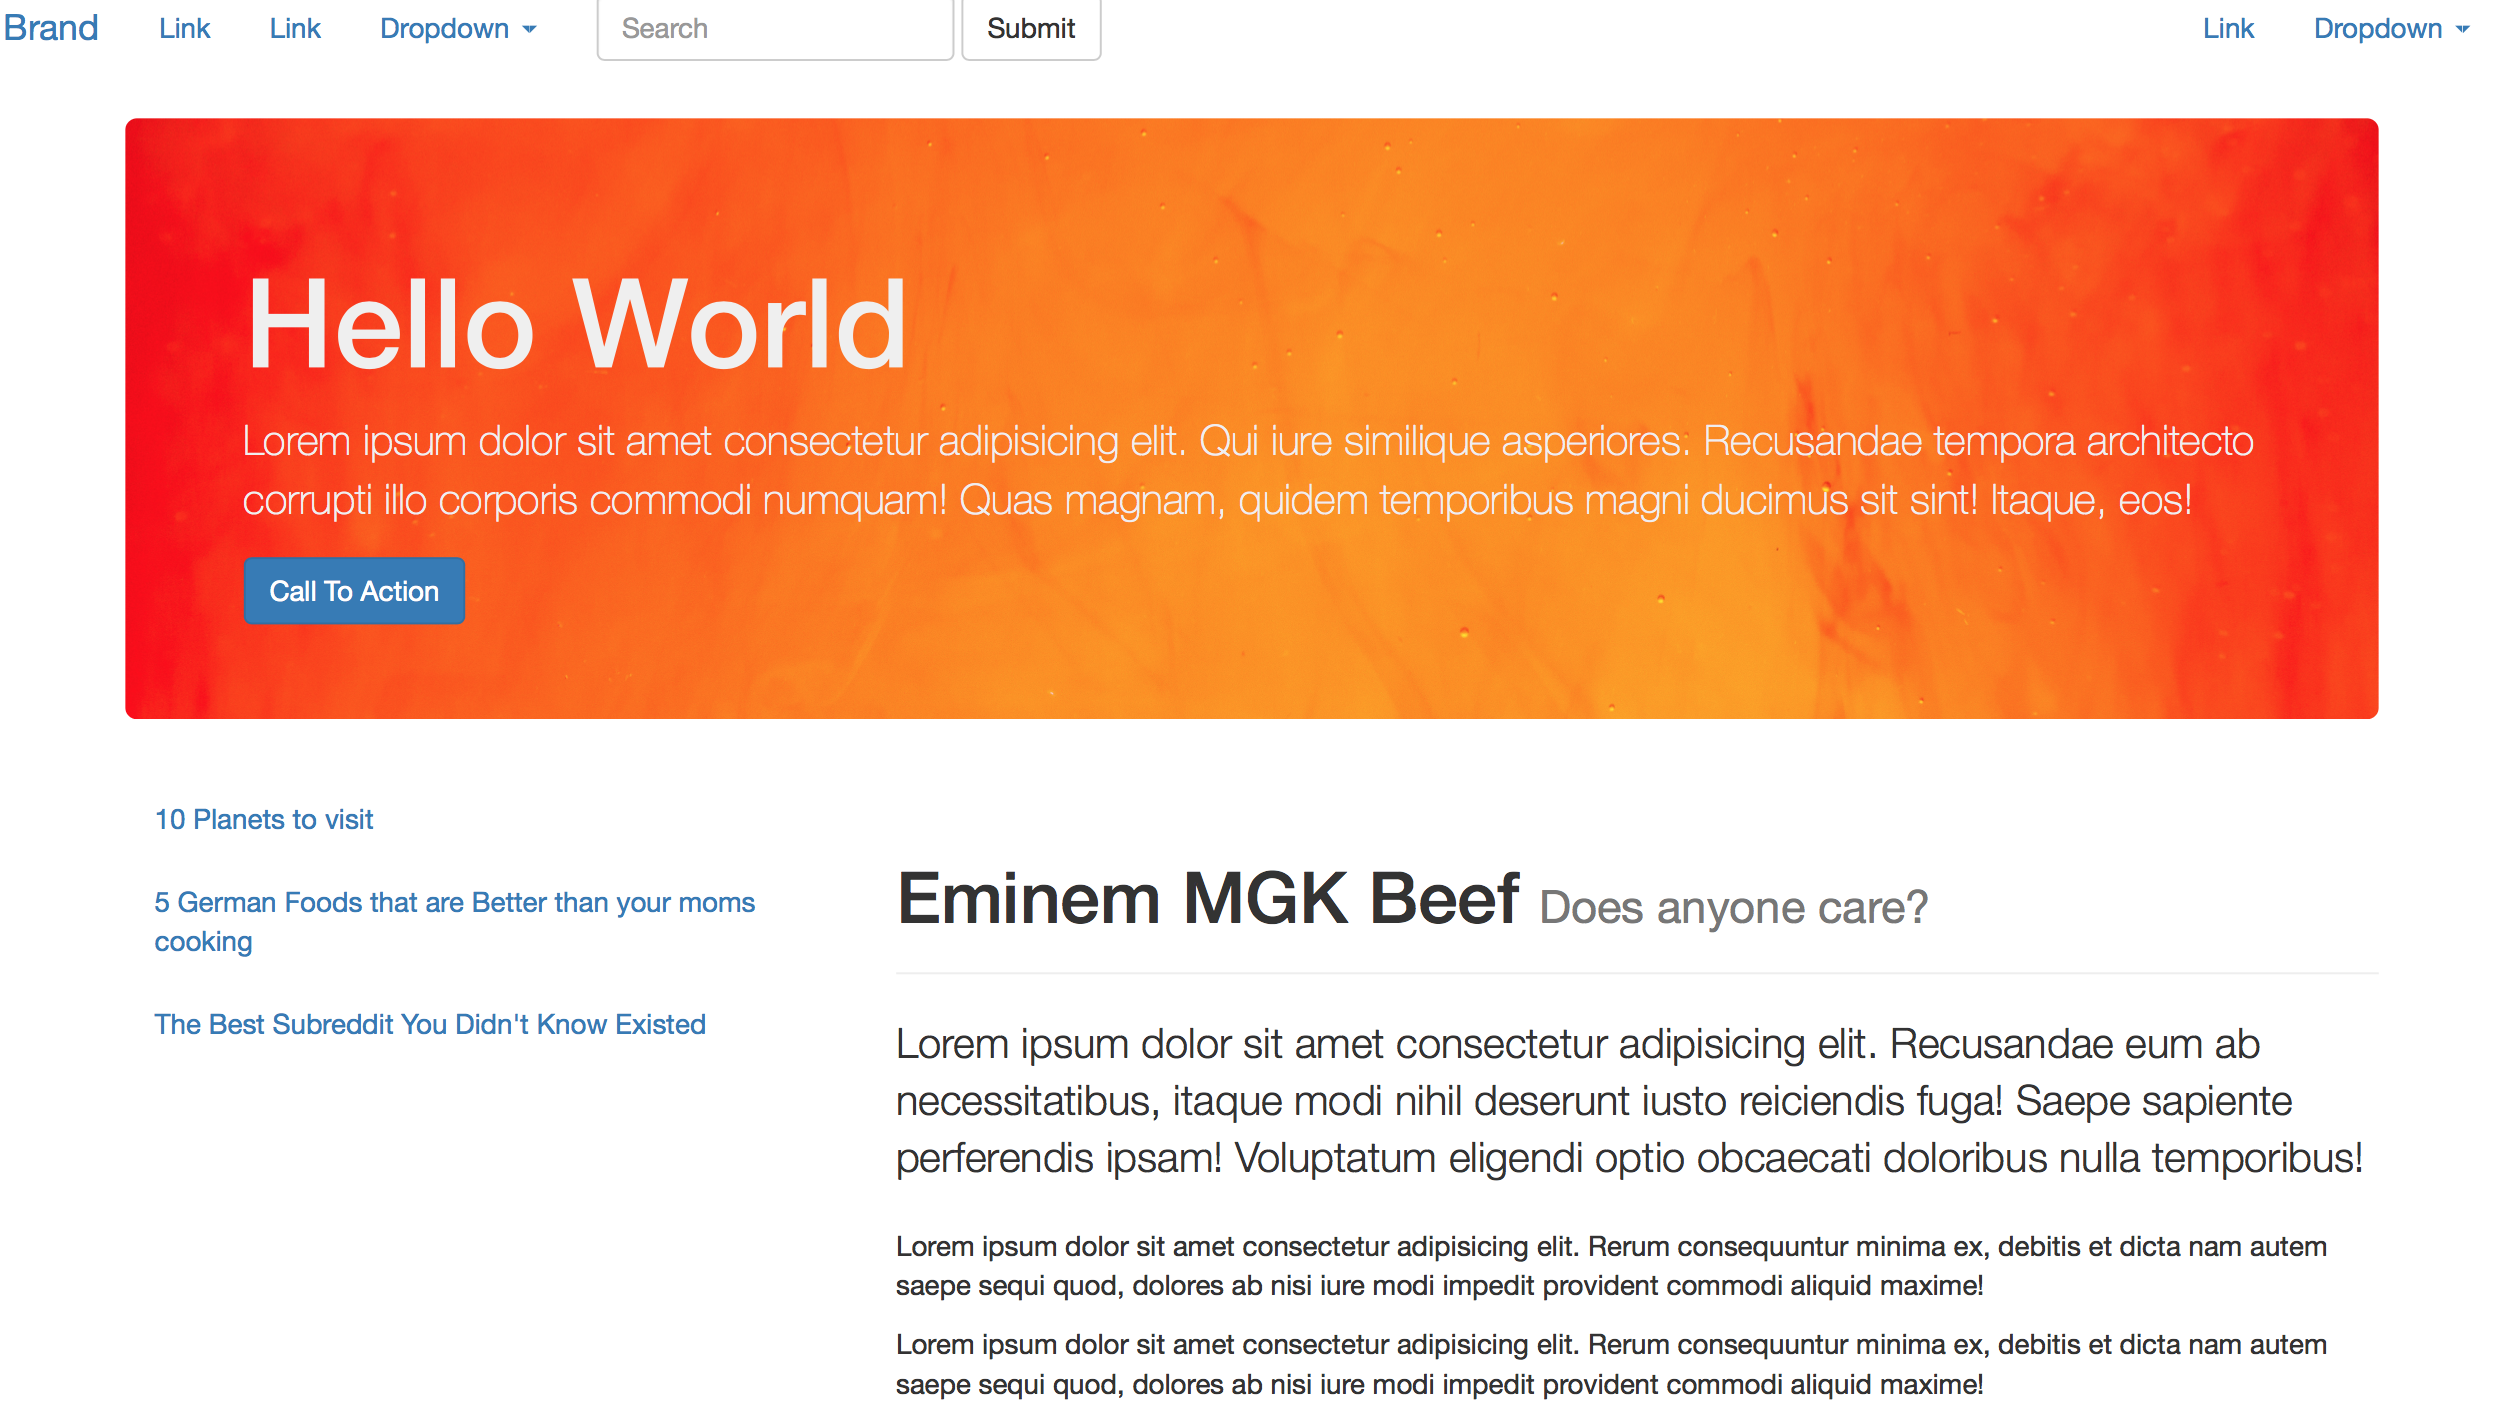 Brand Link Link Dropdown Search Submit Link Dropdown
Hello World
Lorem ipsum dolor sit amet consectetur adipisicing elit. Qui iure similique asperiores. Recusandae tempora architecto
corrupti illo corporis commodi numquam! Quas magnam, quidem temporibus magni ducimus sit sint! Itaque, eos!
Call To Action
10 Planets to visit
5 German Foods that are Better than your moms
cooking
The Best Subreddit You Didn't Know Existed
Eminem MGK Beef Does anyone care?
Lorem ipsum dolor sit amet consectetur adipisicing elit. Recusandae eum ab
necessitatibus, itaque modi nihil deserunt iusto reiciendis fuga! Saepe sapiente
perferendis ipsam! Voluptatum eligendi optio obcaecati doloribus nulla temporibus!
Lorem ipsum dolor sit amet consectetur adipisicing elit. Rerum consequuntur minima ex, debitis et dicta nam autem
saepe sequi quod, dolores ab nisi iure modi impedit provident commodi aliquid maxime!
Lorem ipsum dolor sit amet consectetur adipisicing elit. Rerum consequuntur minima ex, debitis et dicta nam autem
saepe sequi quod, dolores ab nisi iure modi impedit provident commodi aliquid maxime!